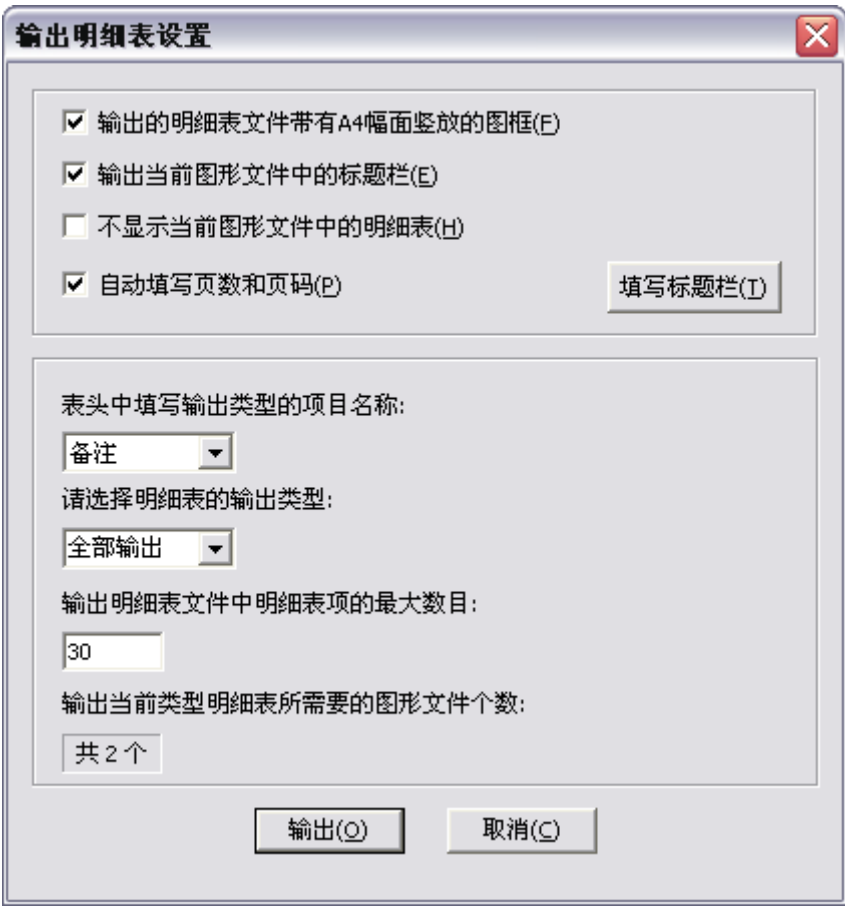 输出明细表设置
输出的明细表文件带有A4幅面竖放的图框(F)
输出当前图形文件中的标题栏(E)
不显示当前图形文件中的明细表(H)
自动填写页数和页码(P)
填写标题栏(T)
表头中填写输出类型的项目名称:
备注
请选择明细表的输出类型:
全部输出
输出明细表文件中明细表项的最大数目:
30
输出当前类型明细表所需要的图形文件个数:
共2个
输出(O) 取消(C)